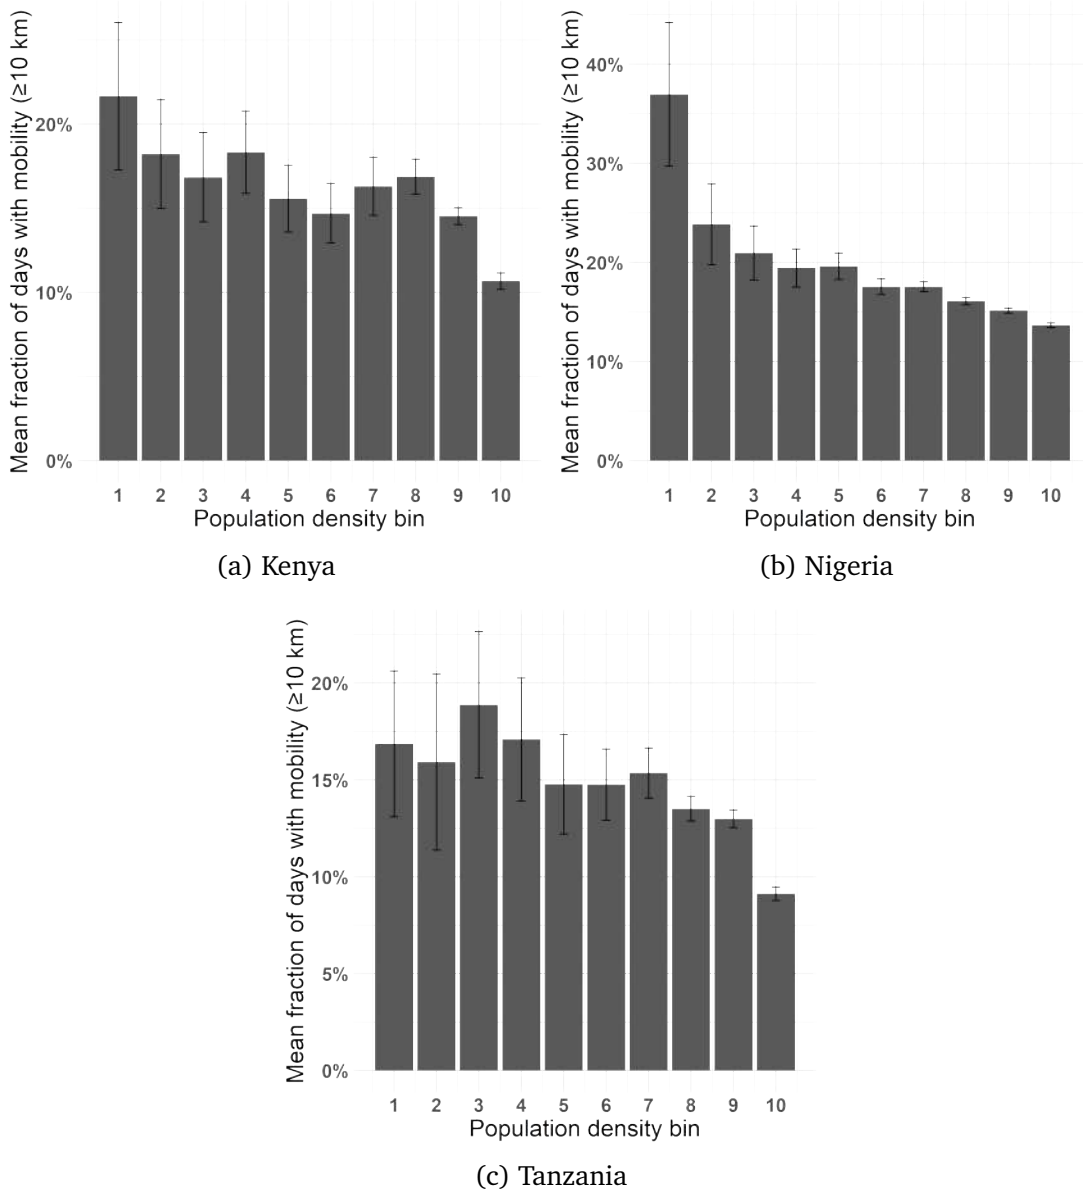 Mean fraction of days with mobility (≥10 km)
20%
10%
0%
1 2 3 4 5 6 7 8 9 10
Population density bin
(a) Kenya
Mean fraction of days with mobility (≥10 km)
40%
30%
20%
10%
0%
1 2 3 4 5 6 7 8 9 10
Population density bin
(b) Nigeria
Mean fraction of days with mobility (≥10 km)
20%
15%
10%
5%
0%
1 2 3 4 5 6 7 8 9 10
Population density bin
(c) Tanzania